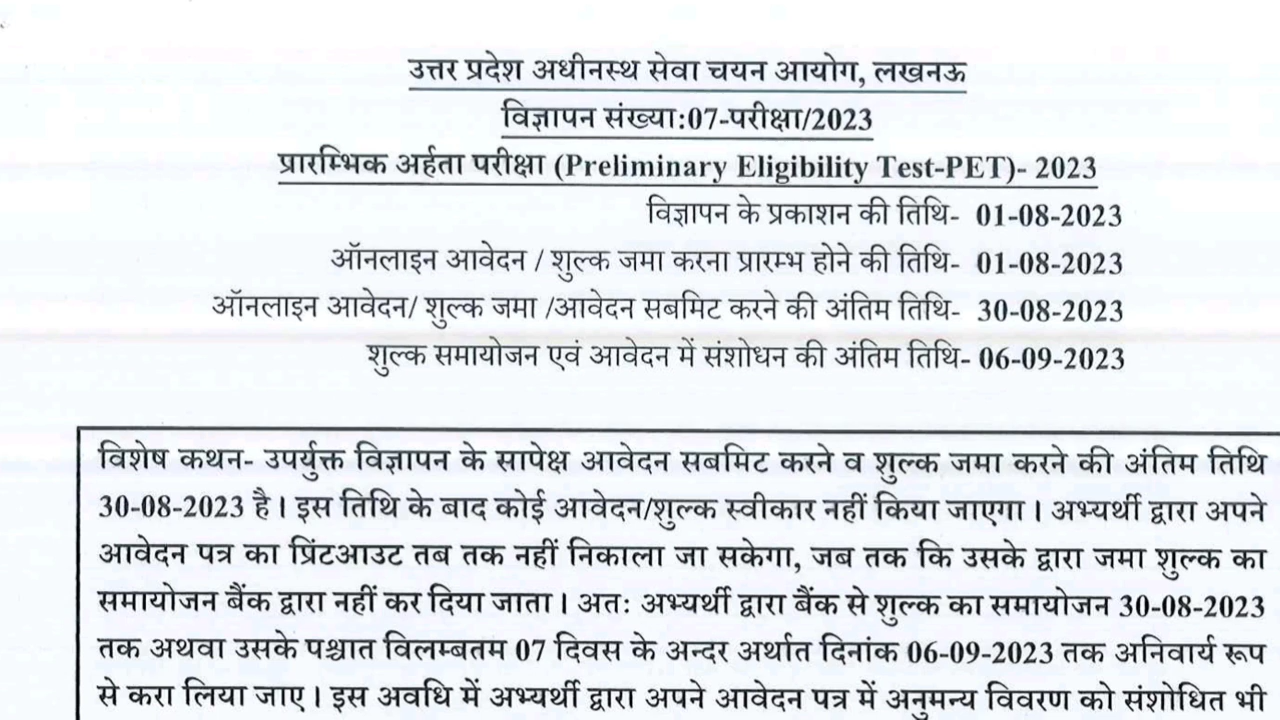 उत्तर प्रदेश अधीनस्थ सेवा चयन आयोग, लखनऊ
विज्ञापन संख्या:07-परीक्षा/2023
प्रारम्भिक अर्हता परीक्षा (Preliminary Eligibility Test-PET)- 2023
विज्ञापन के प्रकाशन की तिथि- 01-08-2023
ऑनलाइन आवेदन / शुल्क जमा करना प्रारम्भ होने की तिथि- 01-08-2023
ऑनलाइन आवेदन/ शुल्क जमा /आवेदन सबमिट करने की अंतिम तिथि- 30-08-2023
शुल्क समायोजन एवं आवेदन में संशोधन की अंतिम तिथि- 06-09-2023
विशेष कथन- उपर्युक्त विज्ञापन के सापेक्ष आवेदन सबमिट करने व शुल्क जमा करने की अंतिम तिथि
30-08-2023 है। इस तिथि के बाद कोई आवेदन/शुल्क स्वीकार नहीं किया जाएगा। अभ्यर्थी द्वारा अपने
आवेदन पत्र का प्रिंटआउट तब तक नहीं निकाला जा सकेगा, जब तक कि उसके द्वारा जमा शुल्क का
समायोजन बैंक द्वारा नहीं कर दिया जाता। अतः अभ्यर्थी द्वारा बैंक से शुल्क का समायोजन 30-08-2023
तक अथवा उसके पश्चात विलम्बतम 07 दिवस के अन्दर अर्थात दिनांक 06-09-2023 तक अनिवार्य रूप
से करा लिया जाए। इस अवधि में अभ्यर्थी द्वारा अपने आवेदन पत्र में अनुमन्य विवरण को संशोधित भी